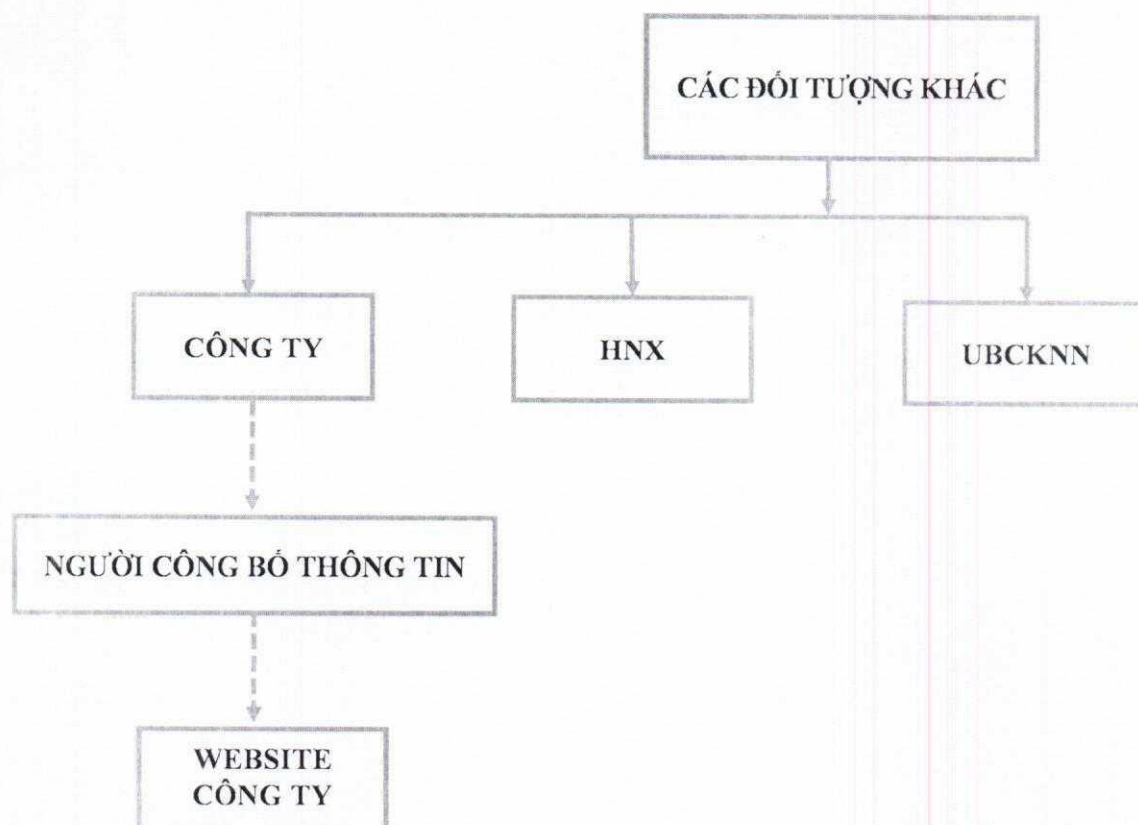 CÁC ĐỐI TƯỢNG KHÁC
CÔNG TY
HNX
UBCKNN
NGƯỜI CÔNG BỐ THÔNG TIN
WEBSITE
CÔNG TY